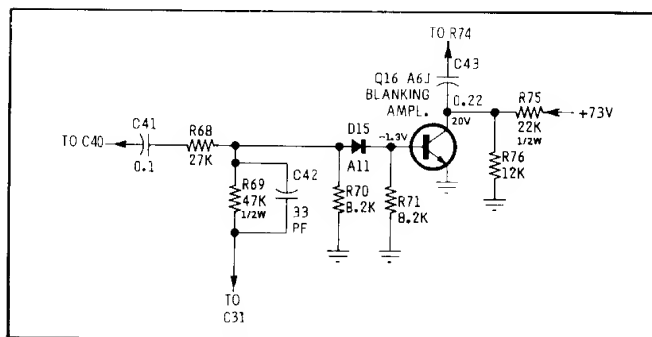 TO R74
C43
Q16 A6J
BLANKING
AMPL.
0.22
R75
+73V
22K
1/2W
20V
C41
R68
TO C40
0.1
27K
D15
-1.3V
A11
C42
R69
47K
1/2W
33
PF
R70
8.2K
R71
8.2K
R76
12K
TO
C31